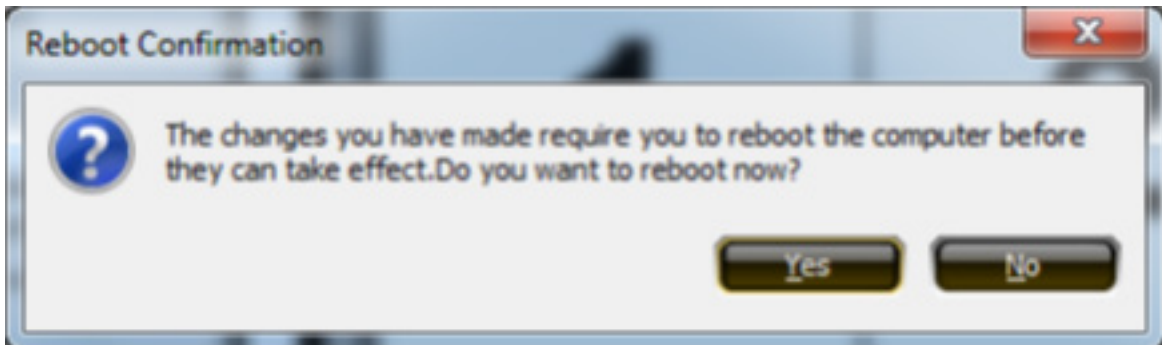 Reboot Confirmation
The changes you have made require you to reboot the computer before
they can take effect.Do you want to reboot now?
Yes
No